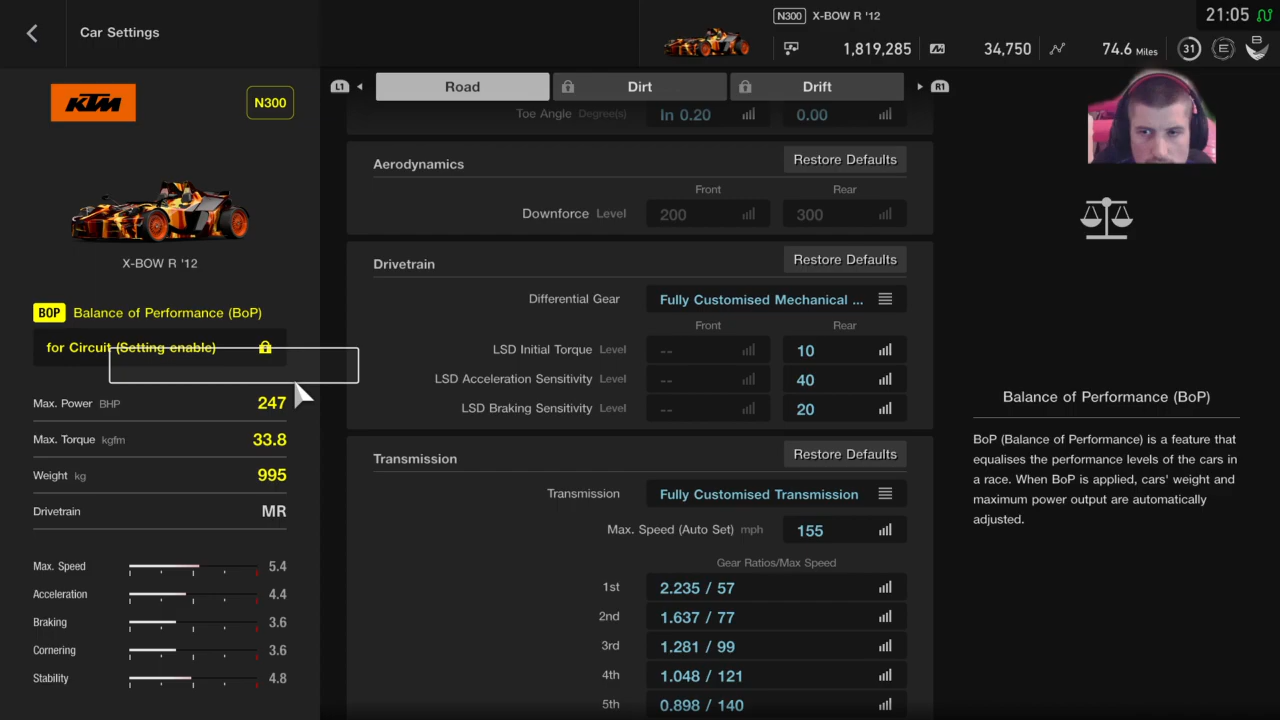 Car Settings
N300 X-BOW R '12
21:05
1,819,285
34,750
74.6 Miles
31
E
B
KTM
N300
X-BOW R '12
BOP Balance of Performance (BoP)
for Circuit (Setting enable)
Max. Power BHP 247
Max. Torque kgfm 33.8
Weight kg 995
Drivetrain MR
Max. Speed 5.4
Acceleration 4.4
Braking 3.6
Cornering 3.6
Stability 4.8
L1 Road Dirt Drift R1
Toe Angle Degree(s) In 0.20 0.00
Aerodynamics Restore Defaults
Front Rear
Downforce Level 200 300
Drivetrain Restore Defaults
Differential Gear Fully Customised Mechanical ...
Front Rear
LSD Initial Torque Level -- 10
LSD Acceleration Sensitivity Level -- 40
LSD Braking Sensitivity Level -- 20
Transmission Restore Defaults
Transmission Fully Customised Transmission
Max. Speed (Auto Set) mph 155
Gear Ratios/Max Speed
1st 2.235 / 57
2nd 1.637 / 77
3rd 1.281 / 99
4th 1.048 / 121
5th 0.898 / 140
Balance of Performance (BoP)
BoP (Balance of Performance) is a feature that
equalises the performance levels of the cars in
a race. When BoP is applied, cars' weight and
maximum power output are automatically
adjusted.